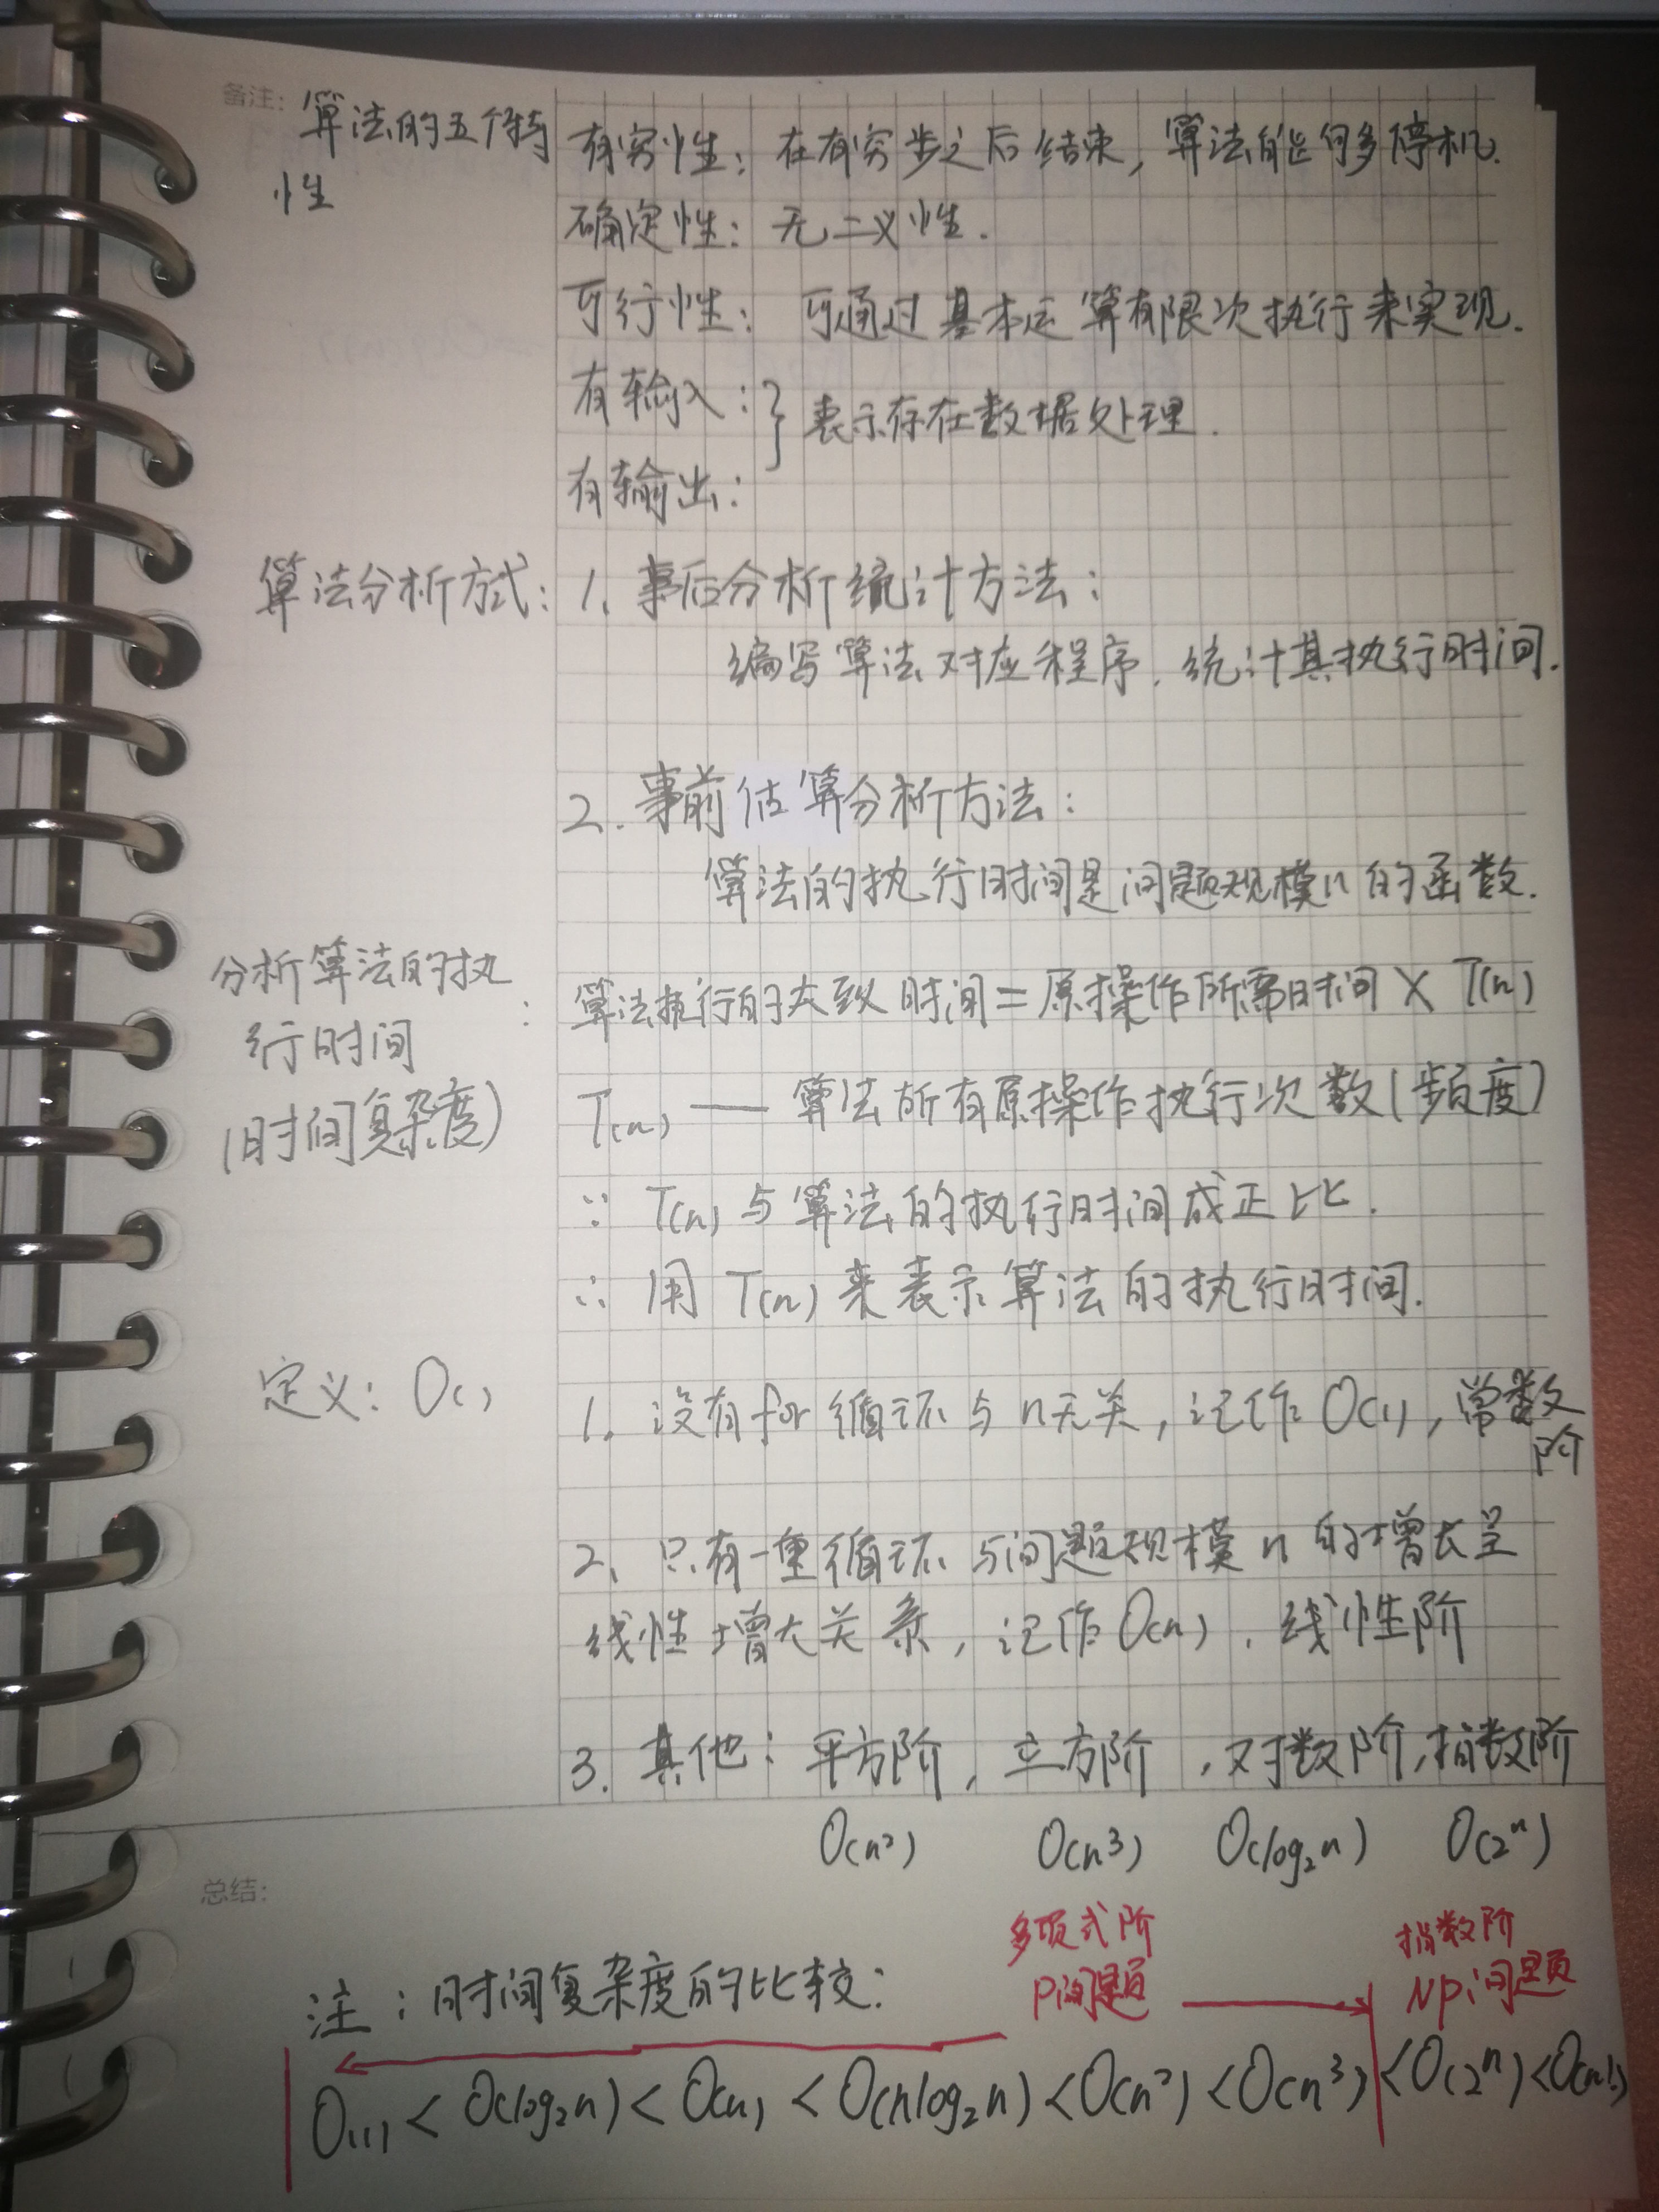 备注:
算法的五个特性
有穷性: 在有穷步之后结束, 算法能够停机.
确定性: 无二义性.
可行性: 可通过基本运算有限次执行来实现.
有输入: } 表示存在数据处理.
有输出:
算法分析方式: 1. 事后分析统计方法:
编写算法对应程序, 统计其执行时间.
2. 事前估算分析方法:
算法的执行时间是问题规模n的函数.
分析算法的执行时间(时间复杂度):
算法执行的大致时间=原操作所需时间×T(n)
T(n) — 算法所有原操作执行次数(频度)
∵ T(n)与算法的执行时间成正比.
∴ 用T(n)来表示算法的执行时间.
定义: O( )
1. 没有for循环与n无关, 记作O(1), 常数阶
2. 只有一重循环与问题规模n的增长呈
线性增大关系, 记作O(n), 线性阶
3. 其他: 平方阶, 立方阶, 对数阶, 指数阶
O(n²) O(n³) O(log₂n) O(2ⁿ)
总结:
多项式阶 指数阶
P问题 NP问题
注: 时间复杂度的比较:
O(1) < O(log₂n) < O(n) < O(nlog₂n) < O(n²) < O(n³) < O(2ⁿ) < O(n!)